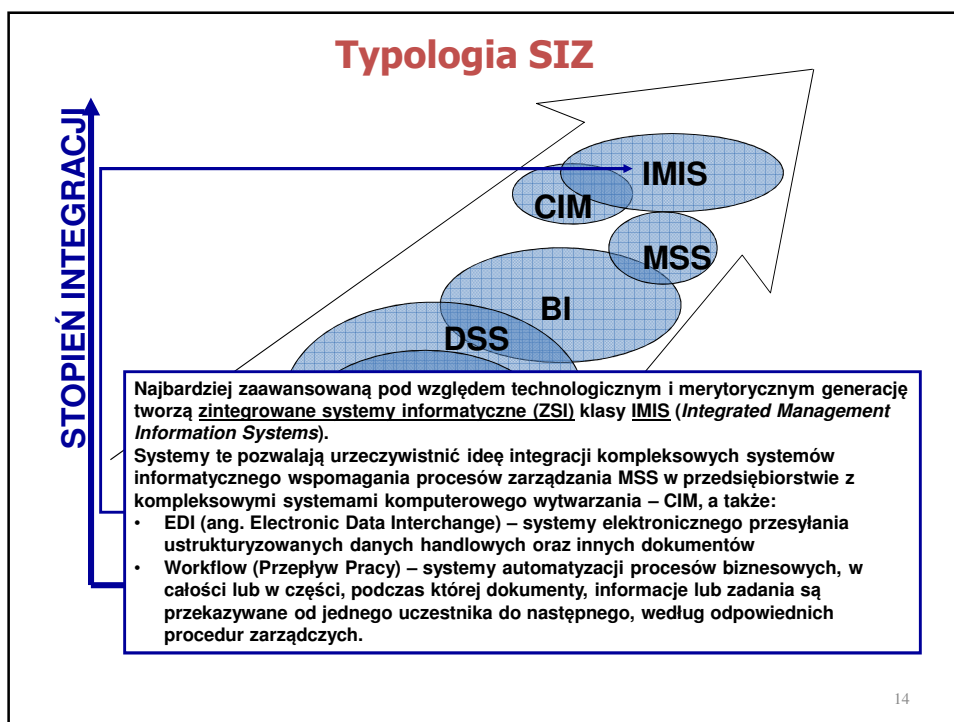 Typologia SIZ
STOPIEŃ INTEGRACJI
IMIS
CIM
MSS
BI
DSS
Najbardziej zaawansowaną pod względem technologicznym i merytorycznym generację
tworzą zintegrowane systemy informatyczne (ZSI) klasy IMIS (Integrated Management
Information Systems).
Systemy te pozwalają urzeczywistnić ideę integracji kompleksowych systemów
informatycznego wspomagania procesów zarządzania MSS w przedsiębiorstwie z
kompleksowymi systemami komputerowego wytwarzania – CIM, a także:
• EDI (ang. Electronic Data Interchange) – systemy elektronicznego przesyłania
ustrukturyzowanych danych handlowych oraz innych dokumentów
• Workflow (Przepływ Pracy) – systemy automatyzacji procesów biznesowych, w
całości lub w części, podczas której dokumenty, informacje lub zadania są
przekazywane od jednego uczestnika do następnego, według odpowiednich
procedur zarządczych.
14